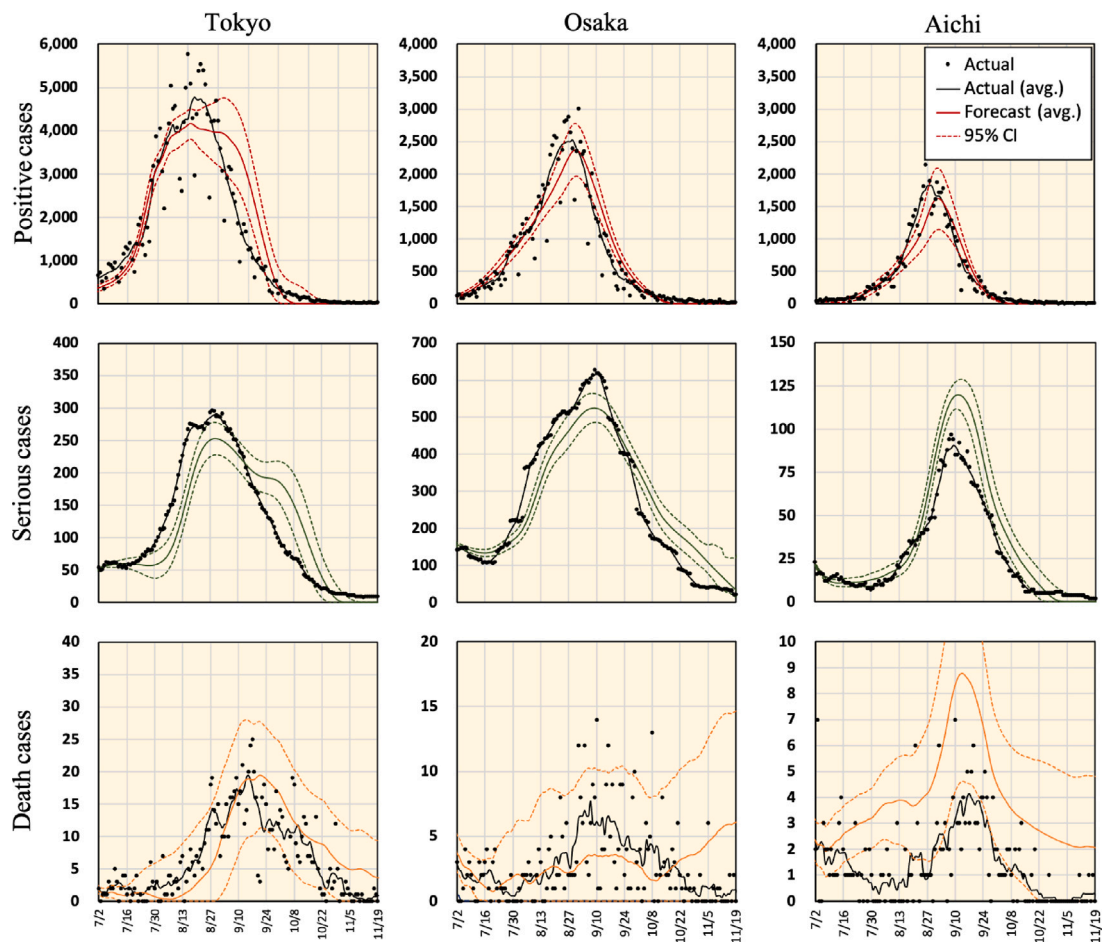 Tokyo Osaka Aichi
Positive cases
6,000 5,000 4,000 3,000 2,000 1,000 0
4,000 3,500 3,000 2,500 2,000 1,500 1,000 500 0
4,000 3,500 3,000 2,500 2,000 1,500 1,000 500 0
Actual
Actual (avg.)
Forecast (avg.)
95% CI
Serious cases
400 350 300 250 200 150 100 50 0
700 600 500 400 300 200 100 0
150 125 100 75 50 25 0
Death cases
40 35 30 25 20 15 10 5 0
20 15 10 5 0
10 9 8 7 6 5 4 3 2 1 0
7/2 7/16 7/30 8/13 8/27 9/10 9/24 10/8 10/22 11/5 11/19
7/2 7/16 7/30 8/13 8/27 9/10 9/24 10/8 10/22 11/5 11/19
7/2 7/16 7/30 8/13 8/27 9/10 9/24 10/8 10/22 11/5 11/19